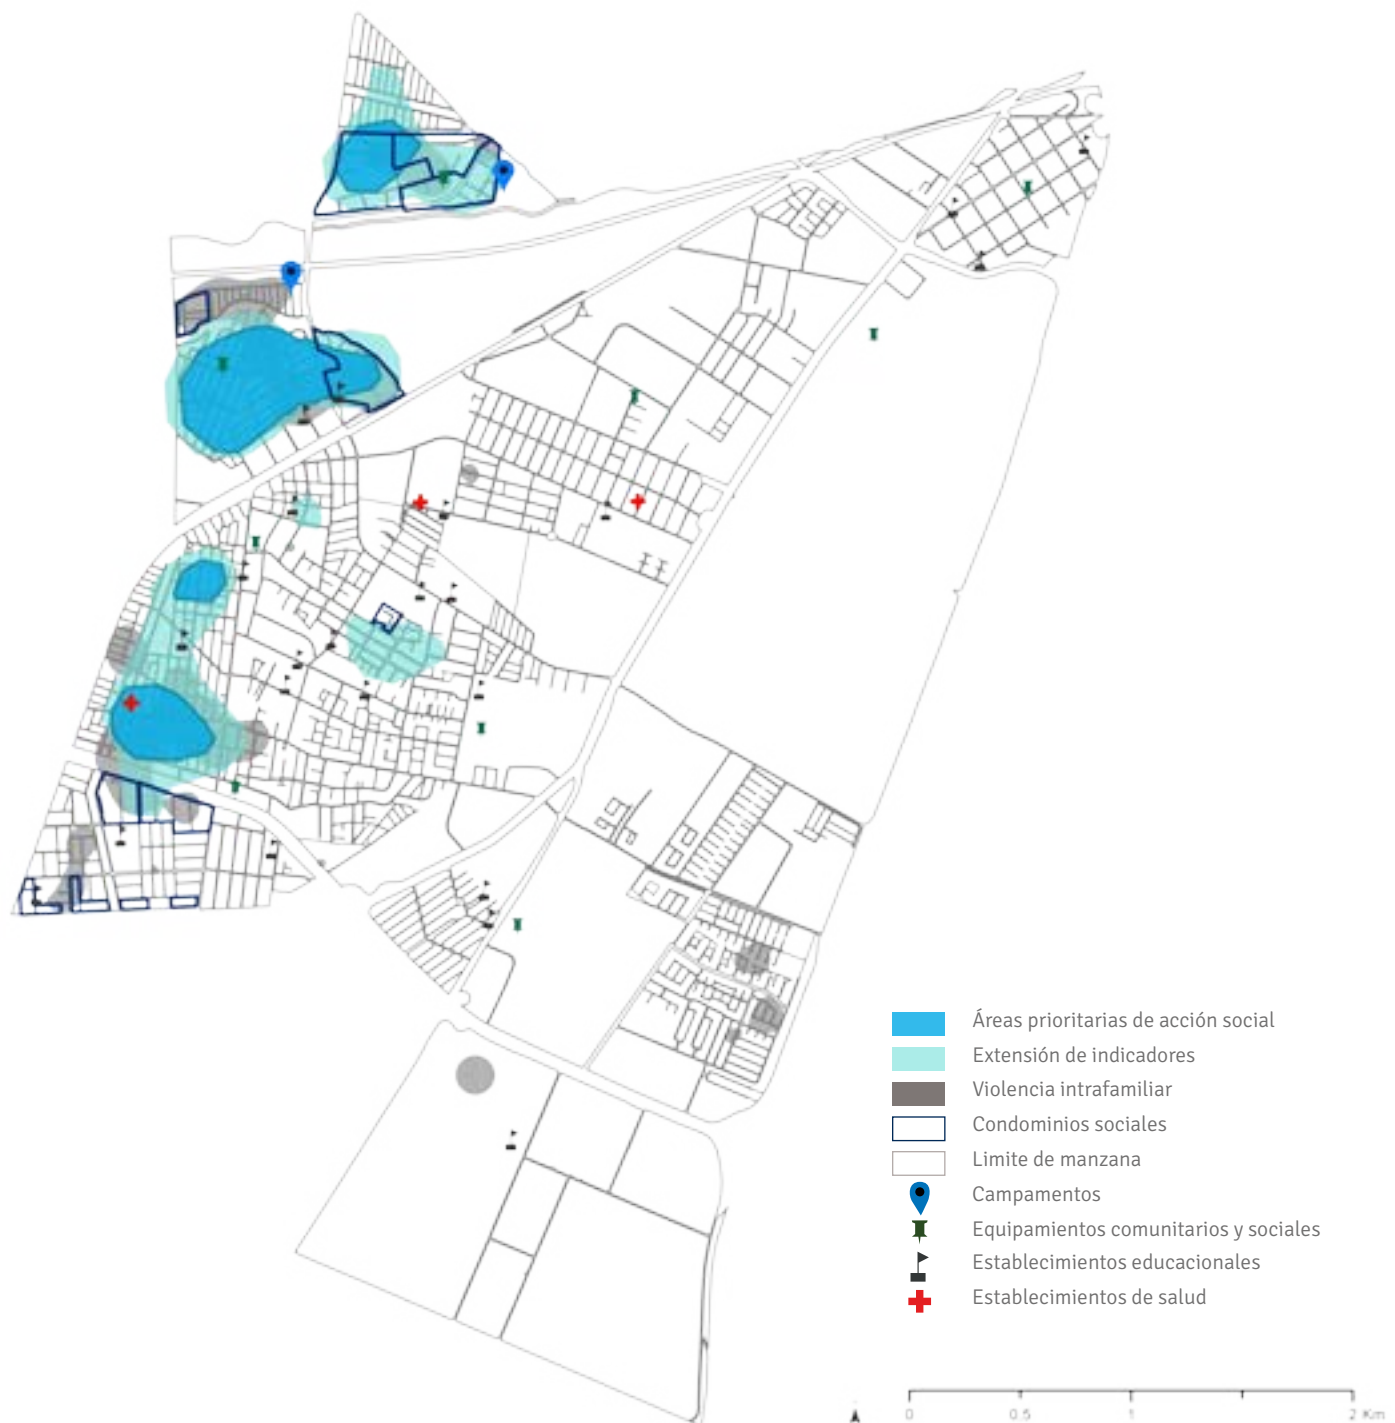 Áreas prioritarias de acción social
Extensión de indicadores
Violencia intrafamiliar
Condominios sociales
Limite de manzana
Campamentos
Equipamientos comunitarios y sociales
Establecimientos educacionales
Establecimientos de salud
0 0.5 1 2 Km